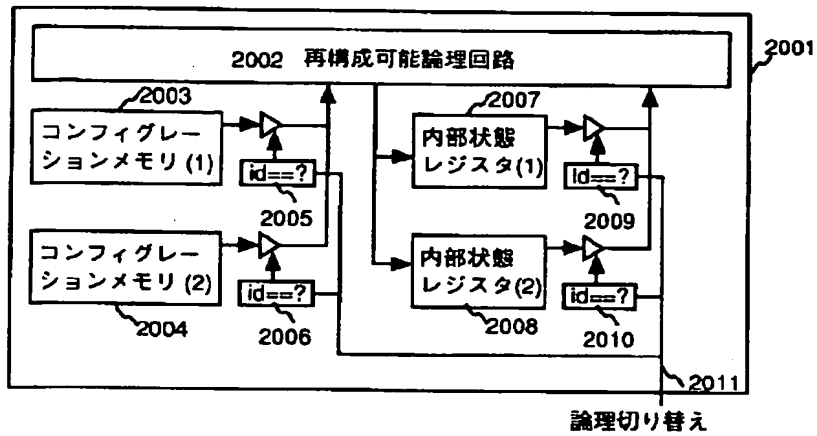 2001
2002 再構成可能論理回路
2003
コンフィグレー
ションメモリ(1)
id==?
2005
2007
内部状態
レジスタ(1)
id==?
2009
コンフィグレー
ションメモリ(2)
2004
id==?
2006
内部状態
レジスタ(2)
2008
id==?
2010
2011
論理切り替え